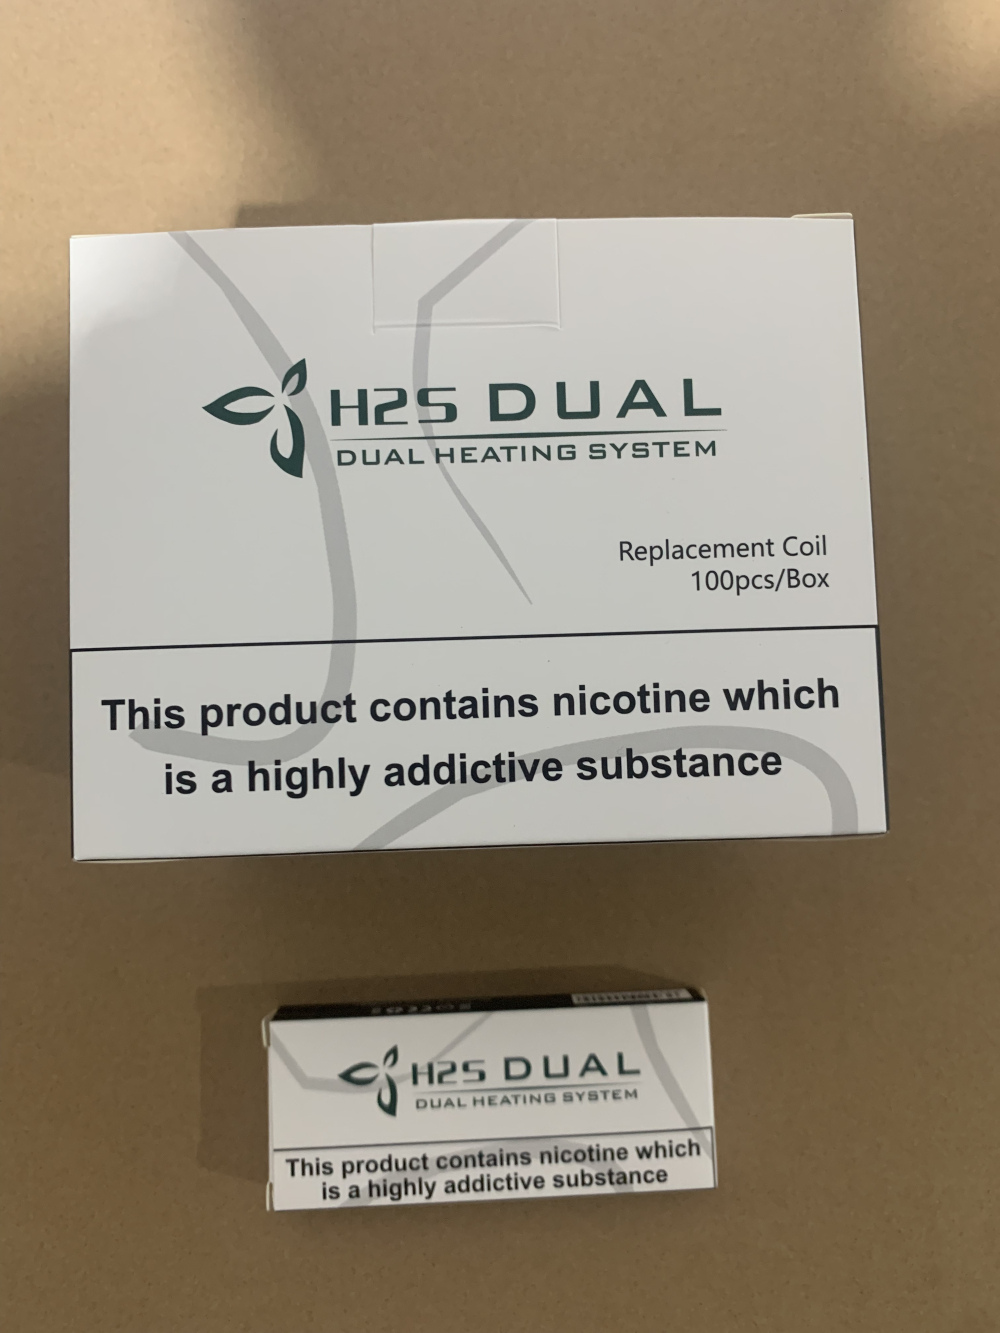 H2S DUAL
DUAL HEATING SYSTEM
Replacement Coil
100pcs/Box
This product contains nicotine which
is a highly addictive substance
H2S DUAL
DUAL HEATING SYSTEM
This product contains nicotine which
is a highly addictive substance